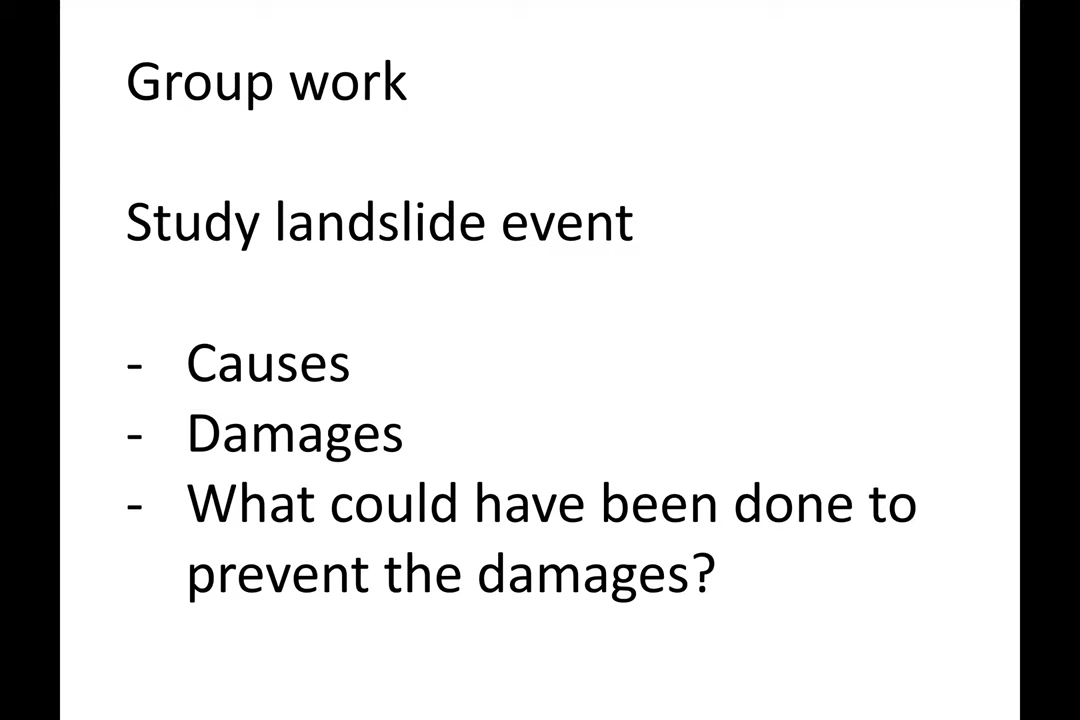 Group work
Study landslide event
- Causes
- Damages
- What could have been done to
prevent the damages?